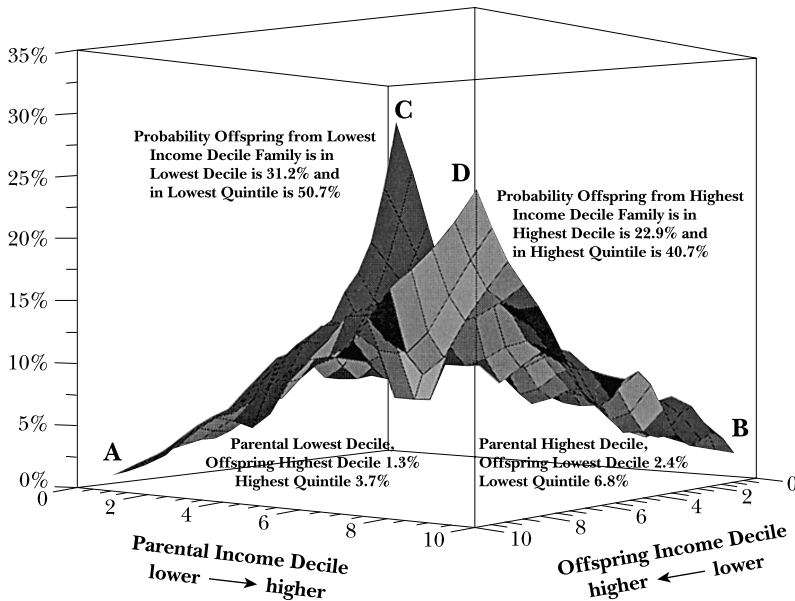 35%
30%
25%
20%
15%
10%
5%
0%
C
Probability Offspring from Lowest
Income Decile Family is in
Lowest Decile is 31.2% and
in Lowest Quintile is 50.7%
D
Probability Offspring from Highest
Income Decile Family is in
Highest Decile is 22.9% and
in Highest Quintile is 40.7%
A
Parental Lowest Decile,
Offspring Highest Decile 1.3%
Highest Quintile 3.7%
Parental Highest Decile,
Offspring Lowest Decile 2.4%
Lowest Quintile 6.8%
B
0 2 4 6 8 10
10 8 6 4 2 0
Parental Income Decile
lower higher
Offspring Income Decile
higher lower